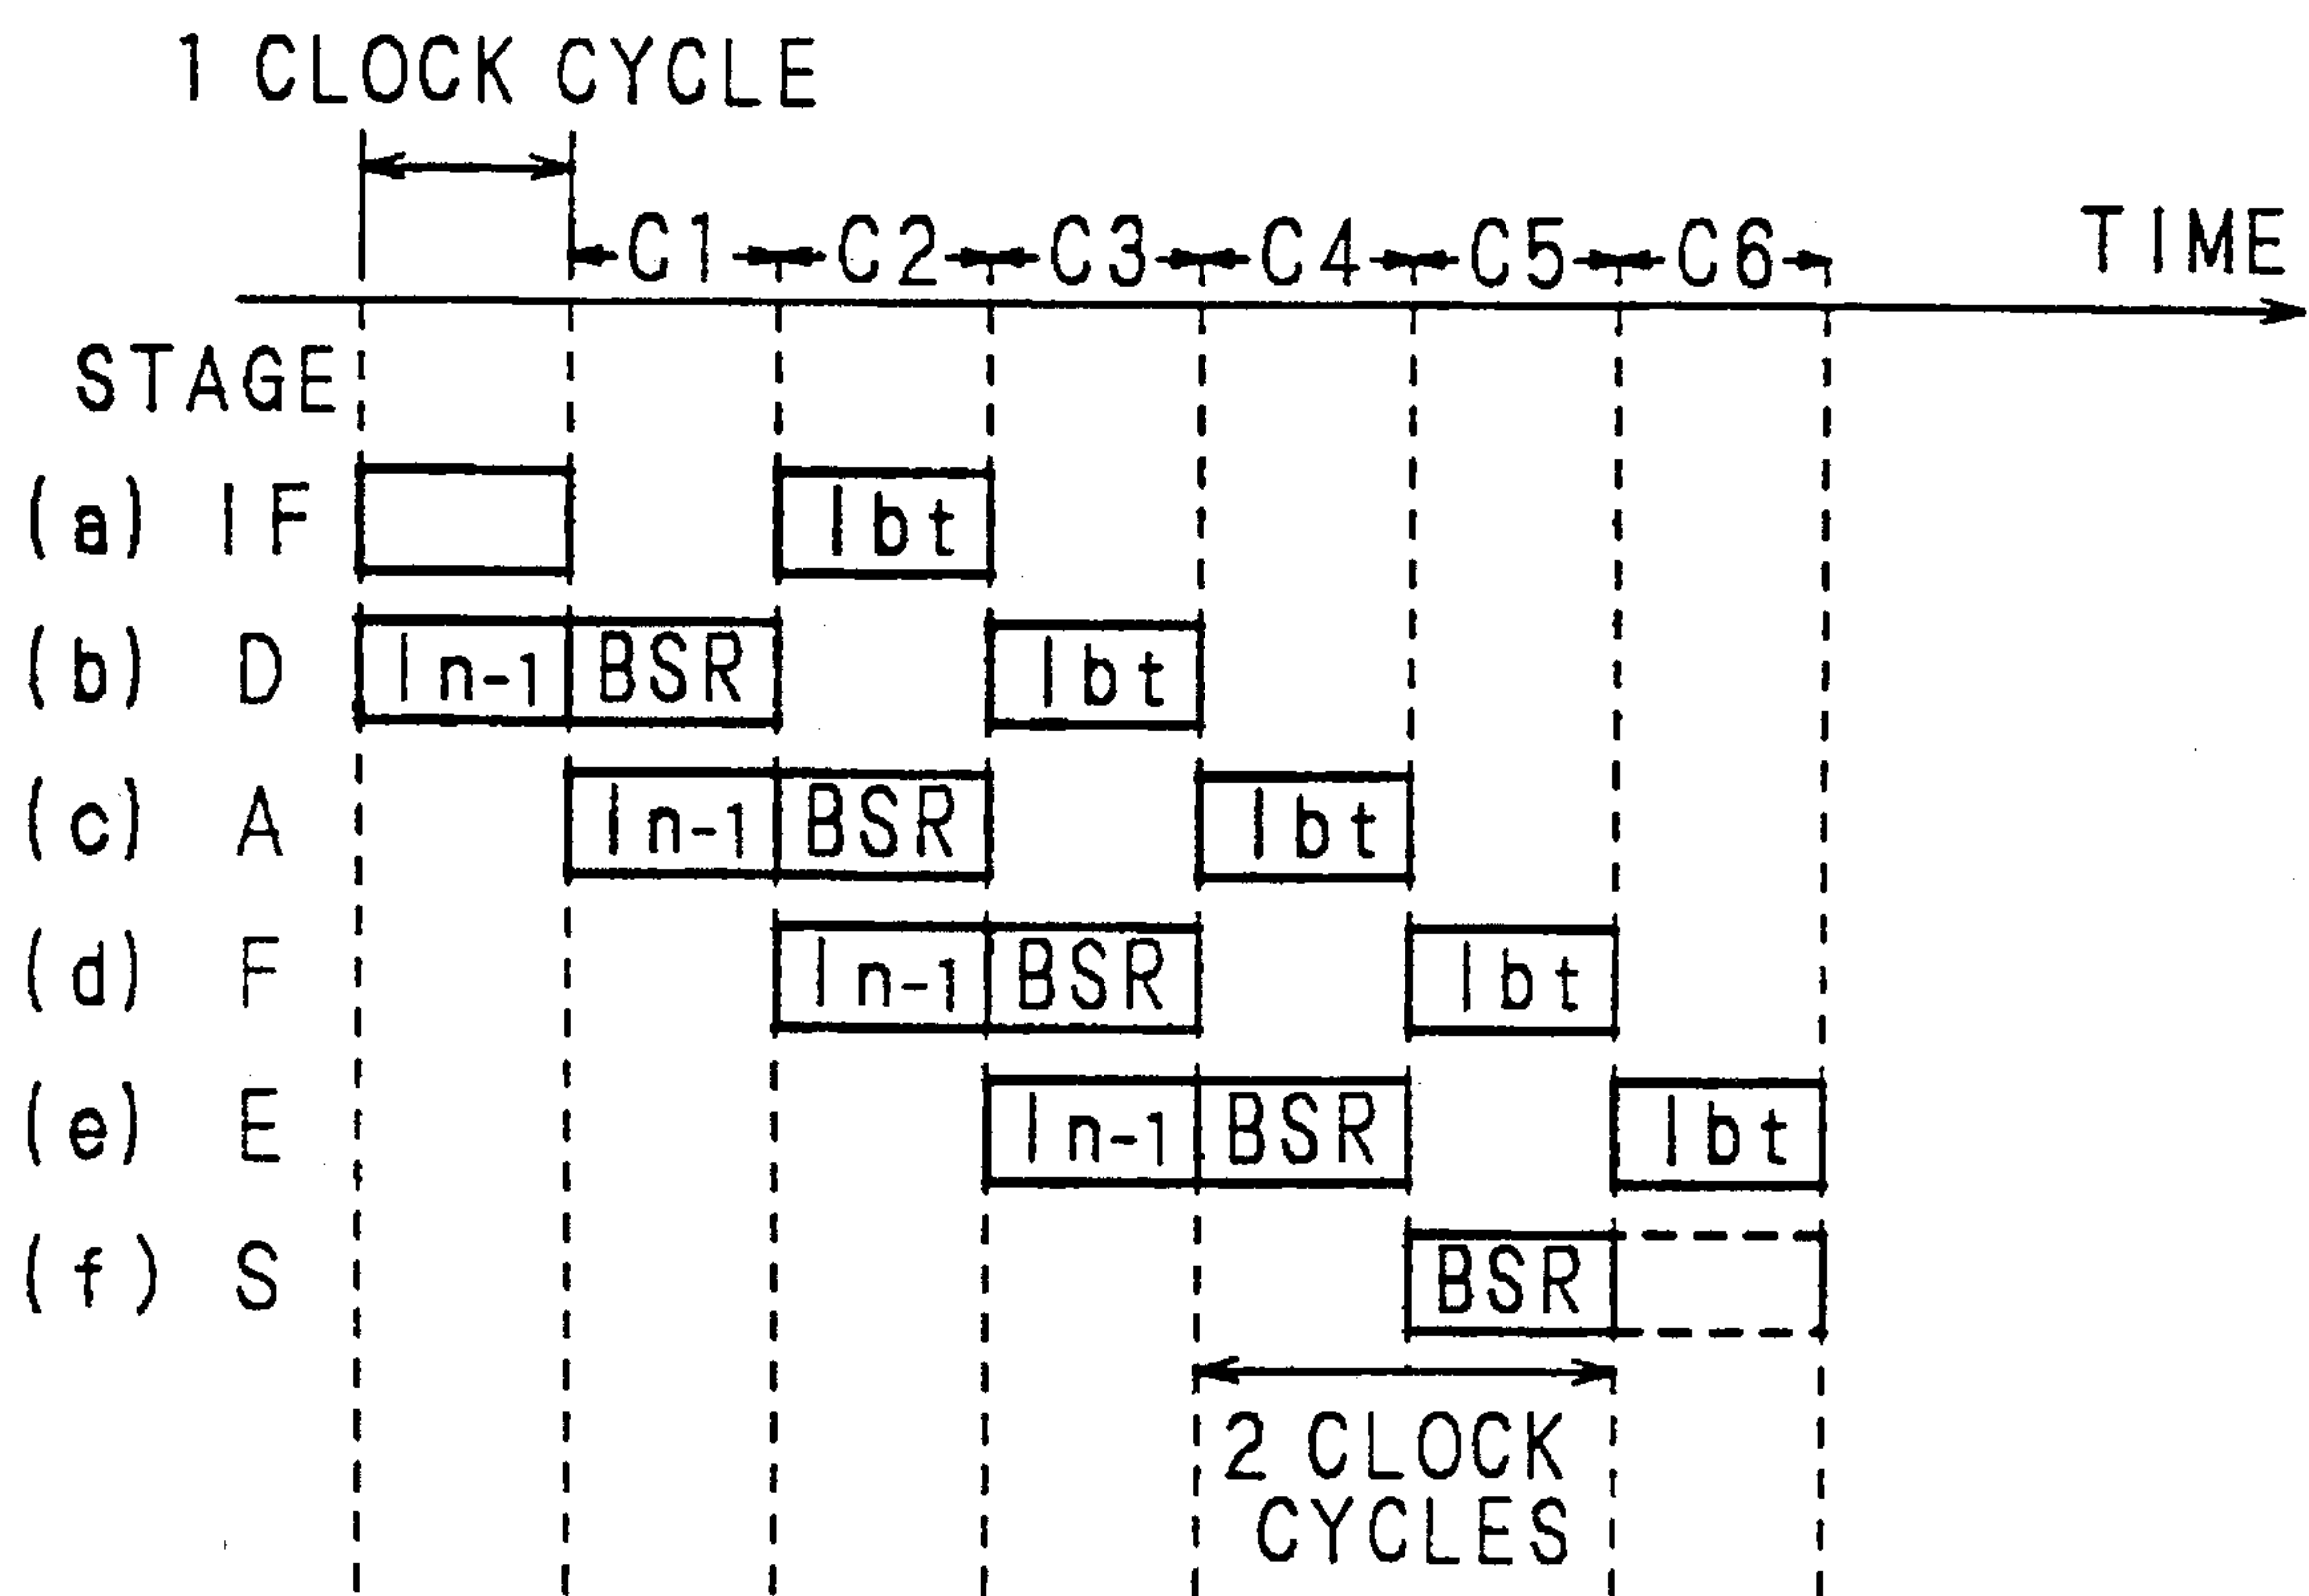 1 CLOCK CYCLE
C1 C2 C3 C4 C5 C6 TIME
STAGE
(a) IF Ibt
(b) D In-1 BSR Ibt
(c) A In-1 BSR Ibt
(d) F In-1 BSR Ibt
(e) E In-1 BSR Ibt
(f) S BSR
2 CLOCK
CYCLES